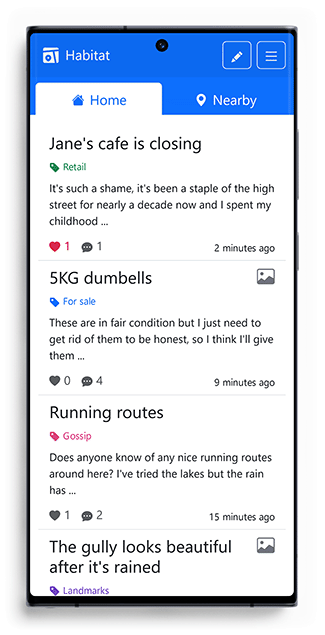 Habitat
Home
Nearby
Jane's cafe is closing
Retail
It's such a shame, it's been a staple of the high
street for nearly a decade now and I spent my
childhood ...
1 1 2 minutes ago
5KG dumbells
For sale
These are in fair condition but I just need to
get rid of them to be honest, so I think I'll give
them ...
0 4 9 minutes ago
Running routes
Gossip
Does anyone know of any nice running routes
around here? I've tried the lakes but the rain
has ...
1 2 15 minutes ago
The gully looks beautiful
after it's rained
Landmarks